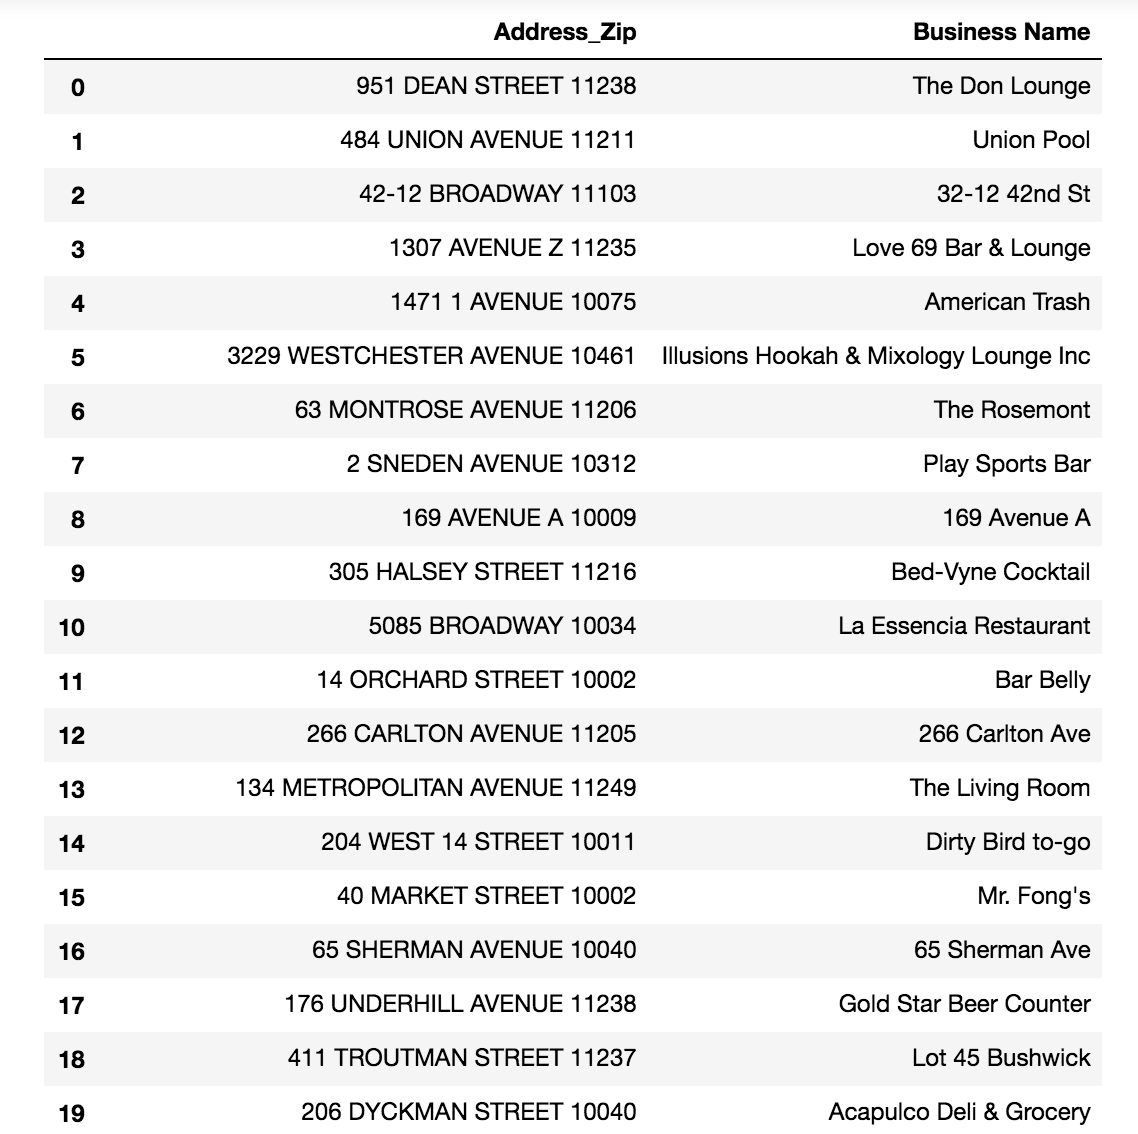 Address_Zip Business Name
0 951 DEAN STREET 11238 The Don Lounge
1 484 UNION AVENUE 11211 Union Pool
2 42-12 BROADWAY 11103 32-12 42nd St
3 1307 AVENUE Z 11235 Love 69 Bar & Lounge
4 1471 1 AVENUE 10075 American Trash
5 3229 WESTCHESTER AVENUE 10461 Illusions Hookah & Mixology Lounge Inc
6 63 MONTROSE AVENUE 11206 The Rosemont
7 2 SNEDEN AVENUE 10312 Play Sports Bar
8 169 AVENUE A 10009 169 Avenue A
9 305 HALSEY STREET 11216 Bed-Vyne Cocktail
10 5085 BROADWAY 10034 La Essencia Restaurant
11 14 ORCHARD STREET 10002 Bar Belly
12 266 CARLTON AVENUE 11205 266 Carlton Ave
13 134 METROPOLITAN AVENUE 11249 The Living Room
14 204 WEST 14 STREET 10011 Dirty Bird to-go
15 40 MARKET STREET 10002 Mr. Fong's
16 65 SHERMAN AVENUE 10040 65 Sherman Ave
17 176 UNDERHILL AVENUE 11238 Gold Star Beer Counter
18 411 TROUTMAN STREET 11237 Lot 45 Bushwick
19 206 DYCKMAN STREET 10040 Acapulco Deli & Grocery